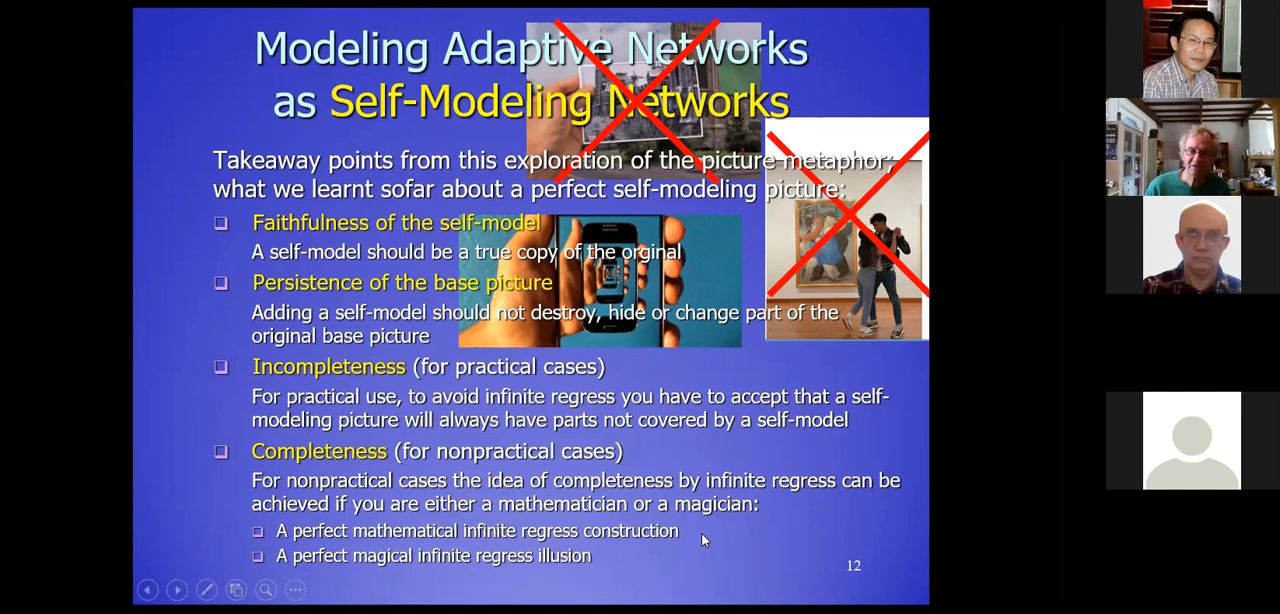 Modeling Adaptive Networks
as Self-Modeling Networks
Takeaway points from this exploration of the picture metaphor;
what we learnt sofar about a perfect self-modeling picture:
Faithfulness of the self-model
A self-model should be a true copy of the orginal
Persistence of the base picture
Adding a self-model should not destroy, hide or change part of the
original base picture
Incompleteness (for practical cases)
For practical use, to avoid infinite regress you have to accept that a self-
modeling picture will always have parts not covered by a self-model
Completeness (for nonpractical cases)
For nonpractical cases the idea of completeness by infinite regress can be
achieved if you are either a mathematician or a magician:
A perfect mathematical infinite regress construction
A perfect magical infinite regress illusion
12